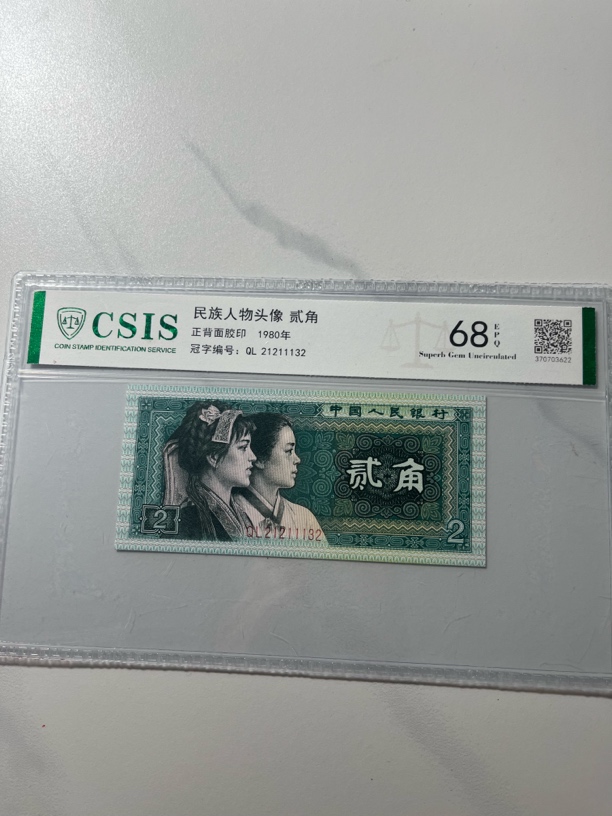 CSIS
COIN STAMP IDENTIFICATION SERVICE
民族人物头像 贰角
正背面胶印 1980年
冠字编号：QL 21211132
68
EPQ
Superb Gem Uncirculated
370703622
中国人民银行
贰角
2
QL 21211132
2